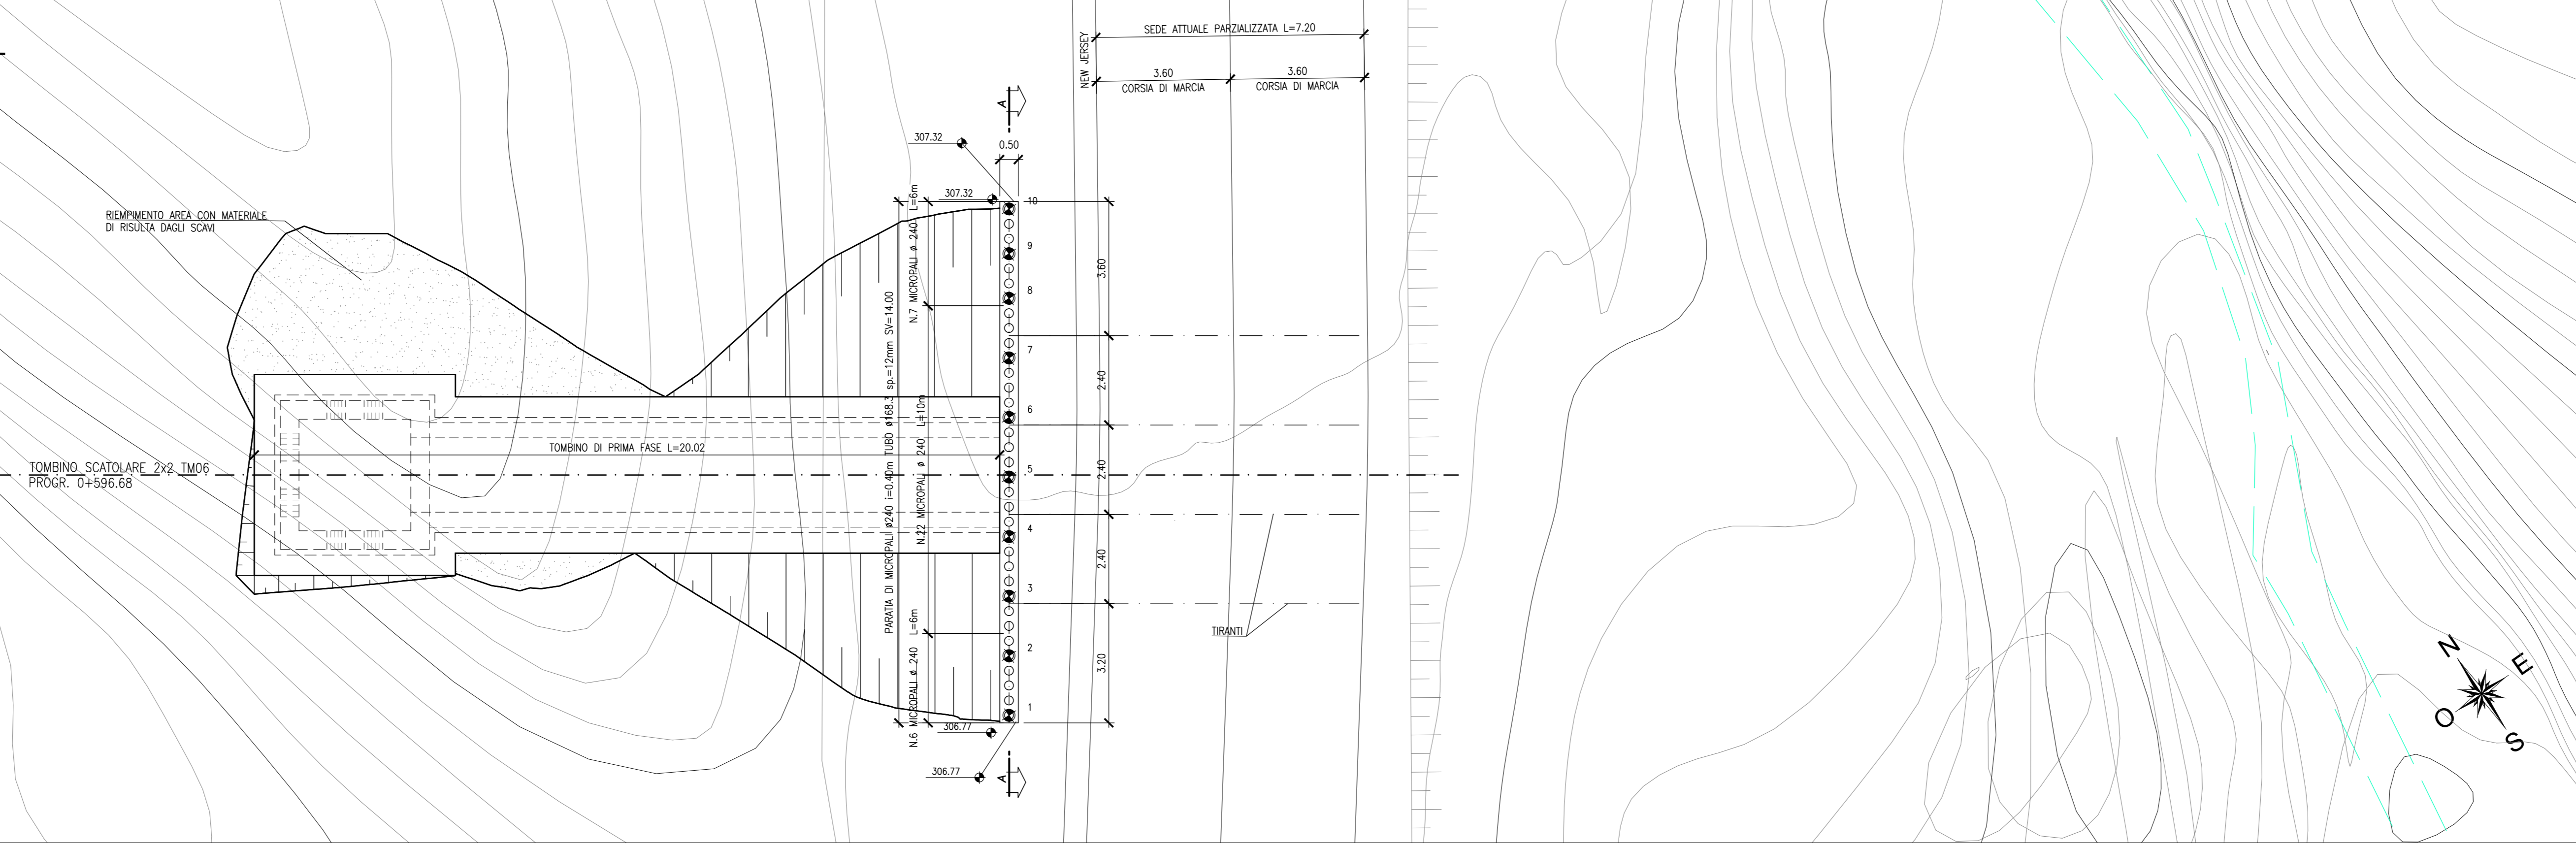 SEDE ATTUALE PARZIALIZZATA L=7.20
NEW JERSEY
3.60
3.60
CORSIA DI MARCIA
CORSIA DI MARCIA
A
307.32
0.50
307.32
10
9
8
7
6
5
4
3
2
1
RIEMPIMENTO AREA CON MATERIALE
DI RISULTA DAGLI SCAVI
N.7 MICROPALI ø 240 L=6m
PARATIA DI MICROPALI ø240 i=0.40m TUBO ø168.3 sp.=12mm SV=14.00
N.22 MICROPALI ø 240 L=10m
N.6 MICROPALI ø 240 L=6m
3.60
2.40
2.40
2.40
3.20
TOMBINO DI PRIMA FASE L=20.02
TOMBINO SCATOLARE 2x2 TM06
PROGR. 0+596.68
TIRANTI
306.77
306.77
A
N
E
O
S